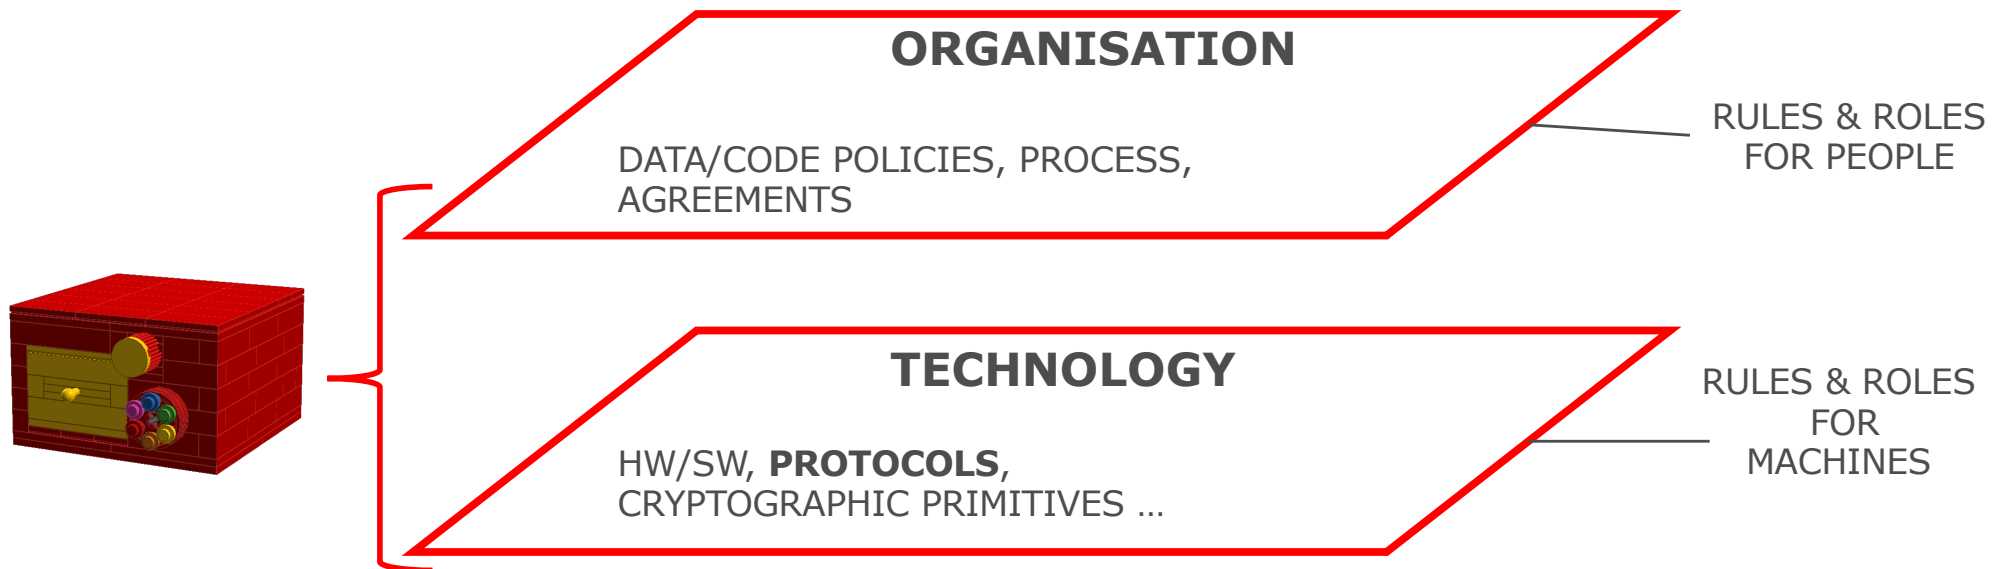 ORGANISATION
DATA/CODE POLICIES, PROCESS,
AGREEMENTS
RULES & ROLES
FOR PEOPLE
TECHNOLOGY
HW/SW, PROTOCOLS,
CRYPTOGRAPHIC PRIMITIVES …
RULES & ROLES
FOR
MACHINES